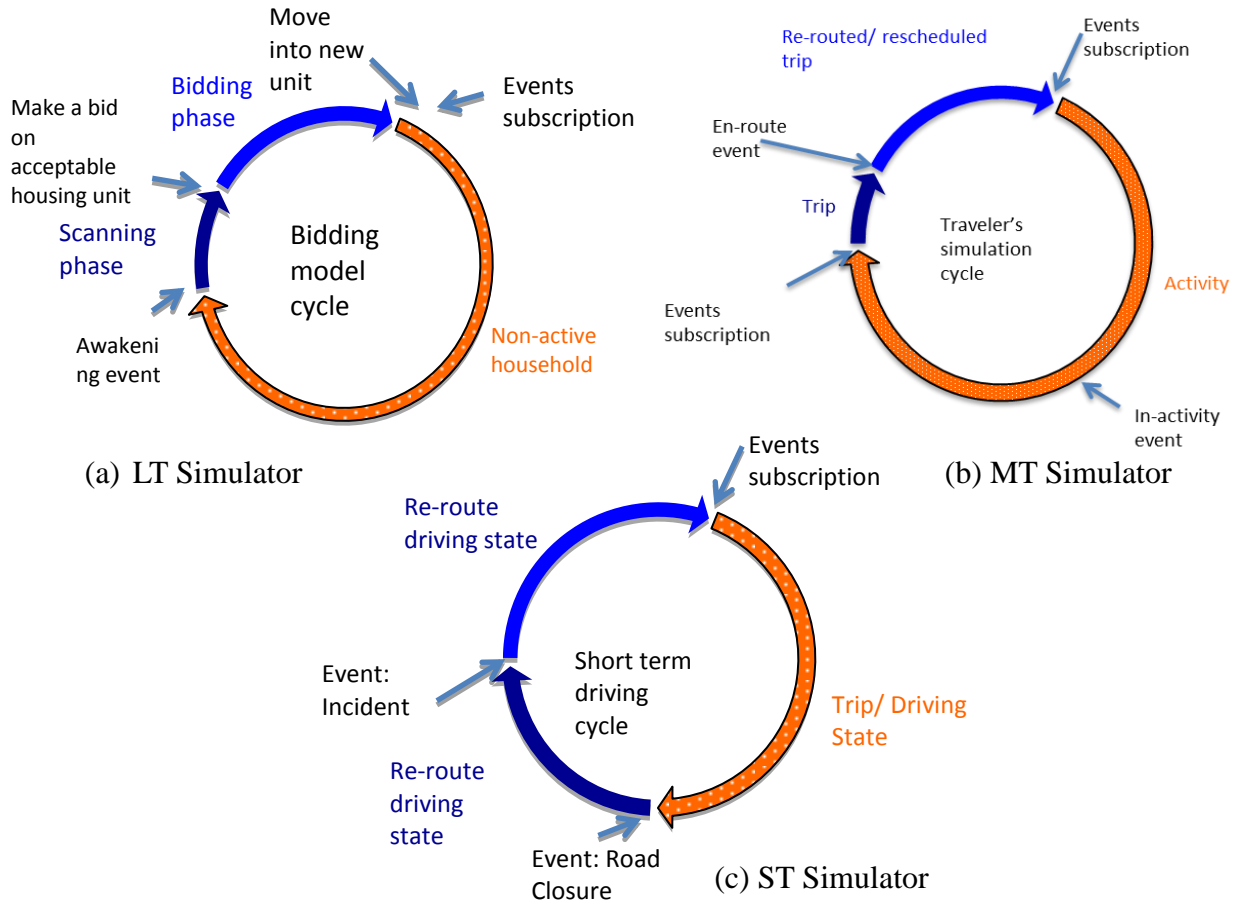 Move
into new
unit
Bidding
phase
Events
subscription
Make a bid
on
acceptable
housing unit
Scanning
phase
Bidding
model
cycle
Awakeni
ng event
Non-active
household
(a) LT Simulator
Re-routed/ rescheduled
trip
Events
subscription
En-route
event
Trip
Traveler's
simulation
cycle
Activity
Events
subscription
In-activity
event
(b) MT Simulator
Events
subscription
Re-route
driving state
Event:
Incident
Short term
driving
cycle
Trip/ Driving
State
Re-route
driving
state
Event: Road
Closure
(c) ST Simulator